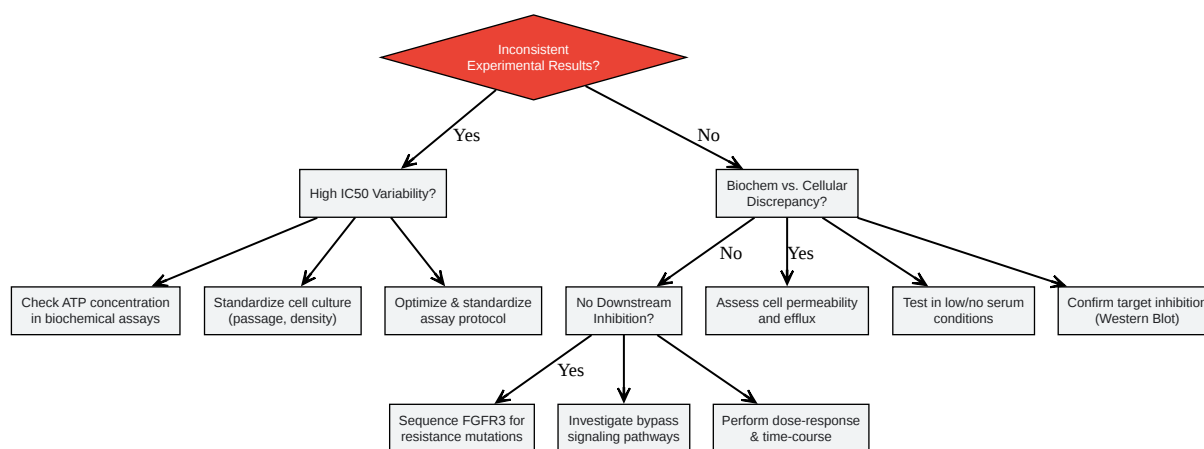 Inconsistent
Experimental Results?
Yes
No
High IC50 Variability?
Biochem vs. Cellular
Discrepancy?
No
Yes
Check ATP concentration
in biochemical assays
Standardize cell culture
(passage, density)
Optimize & standardize
assay protocol
No Downstream
Inhibition?
Assess cell permeability
and efflux
Test in low/no serum
conditions
Confirm target inhibition
(Western Blot)
Yes
Sequence FGFR3 for
resistance mutations
Investigate bypass
signaling pathways
Perform dose-response
& time-course